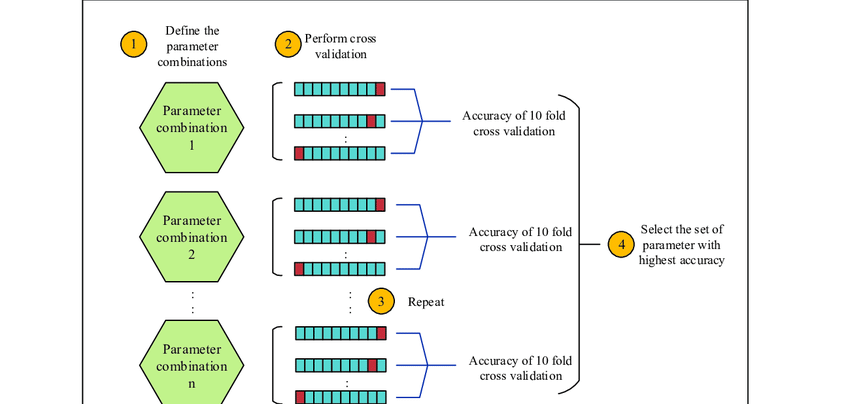 1
Define the
parameter
combinations
2
Perform cross
validation
Parameter
combination
1
Accuracy of 10 fold
cross validation
:
Parameter
combination
2
Accuracy of 10 fold
cross validation
:
4
Select the set of
parameter with
highest accuracy
:
:
:
:
3
Repeat
Parameter
combination
n
Accuracy of 10 fold
cross validation
: